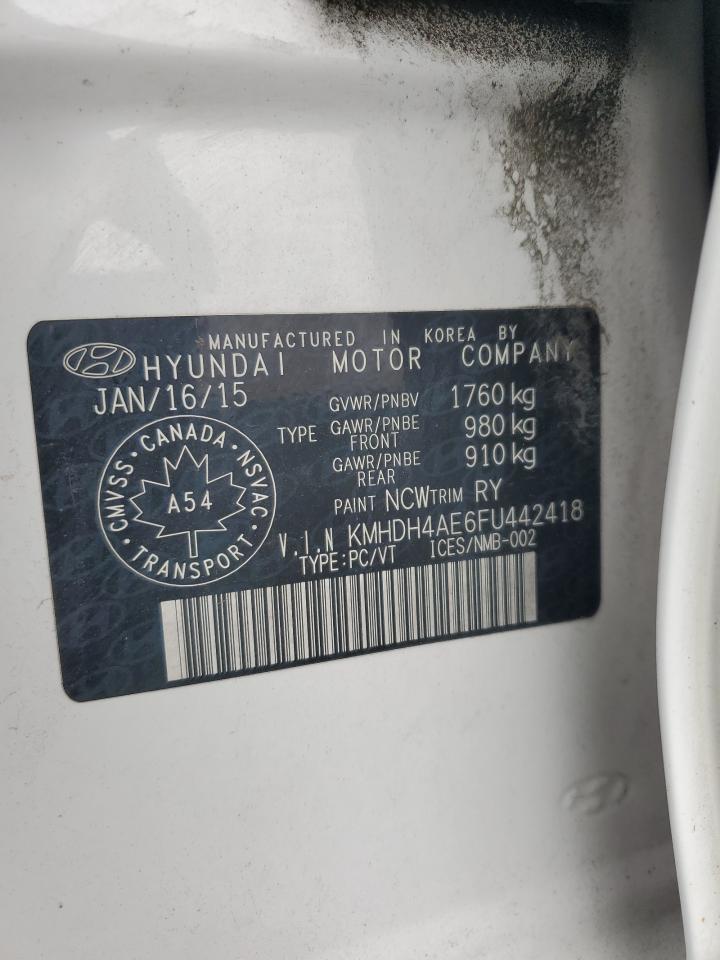 MANUFACTURED IN KOREA BY
HYUNDAI MOTOR COMPANY
JAN/16/15
GVWR/PNBV 1760 kg
TYPE GAWR/PNBE FRONT 980 kg
GAWR/PNBE REAR 910 kg
PAINT NCW TRIM RY
CMVSS · CANADA · NSVAC · TRANSPORT ·
A54
V.I.N KMHDH4AE6FU442418
TYPE:PC/VT ICES/NMB-002